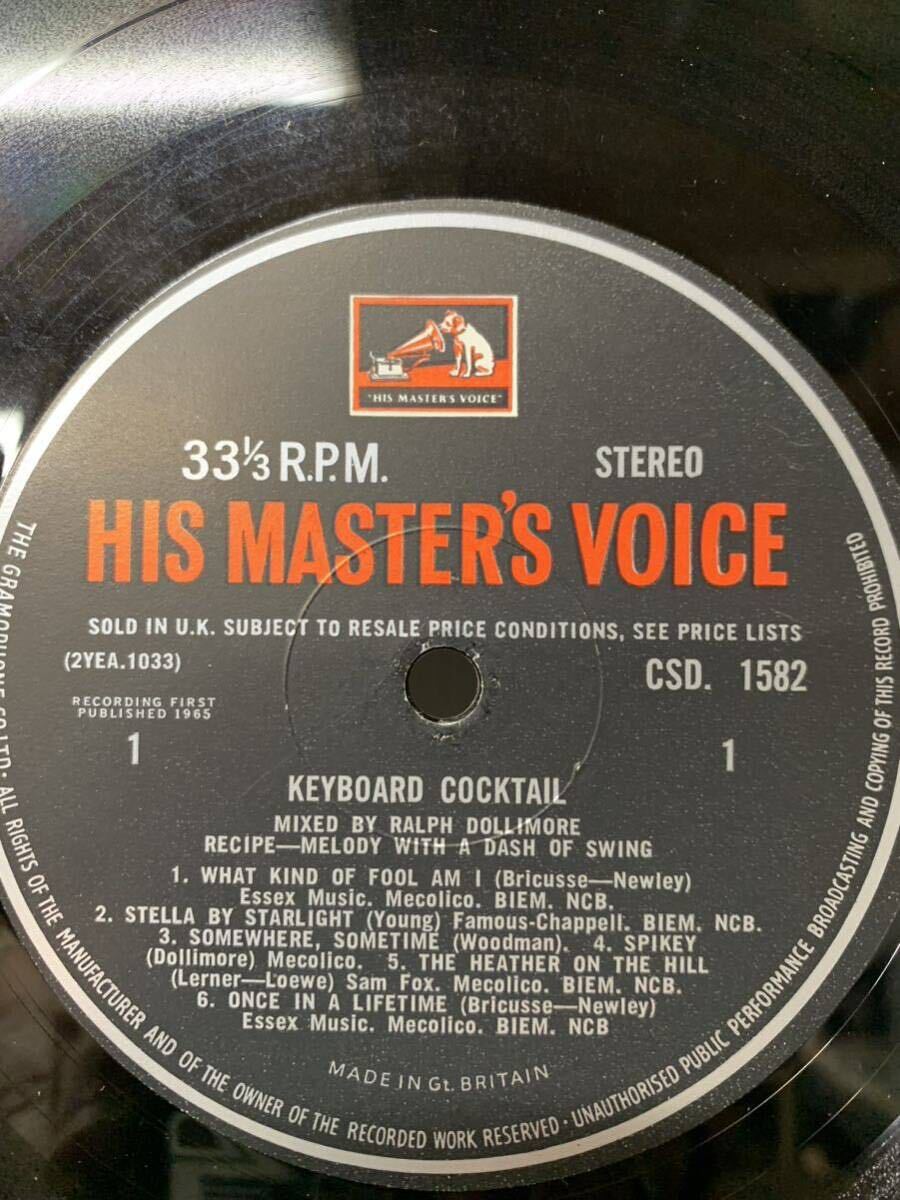 "HIS MASTER'S VOICE"
33⅓ R.P.M.
STEREO
HIS MASTER'S VOICE
SOLD IN U.K. SUBJECT TO RESALE PRICE CONDITIONS, SEE PRICE LISTS
(2YEA.1033)
CSD. 1582
RECORDING FIRST
PUBLISHED 1965
1
1
KEYBOARD COCKTAIL
MIXED BY RALPH DOLLIMORE
RECIPE—MELODY WITH A DASH OF SWING
1. WHAT KIND OF FOOL AM I (Bricusse—Newley)
Essex Music. Mecolico. BIEM. NCB.
2. STELLA BY STARLIGHT (Young) Famous-Chappell. BIEM. NCB.
3. SOMEWHERE, SOMETIME (Woodman). 4. SPIKEY
(Dollimore) Mecolico. 5. THE HEATHER ON THE HILL
(Lerner—Loewe) Sam Fox. Mecolico. BIEM. NCB.
6. ONCE IN A LIFETIME (Bricusse—Newley)
Essex Music. Mecolico. BIEM. NCB
MADE IN Gt. BRITAIN
THE GRAMOPHONE CO. LTD. · ALL RIGHTS OF THE MANUFACTURER AND OF THE OWNER OF THE RECORDED WORK RESERVED · UNAUTHORISED PUBLIC PERFORMANCE BROADCASTING AND COPYING OF THIS RECORD PROHIBITED